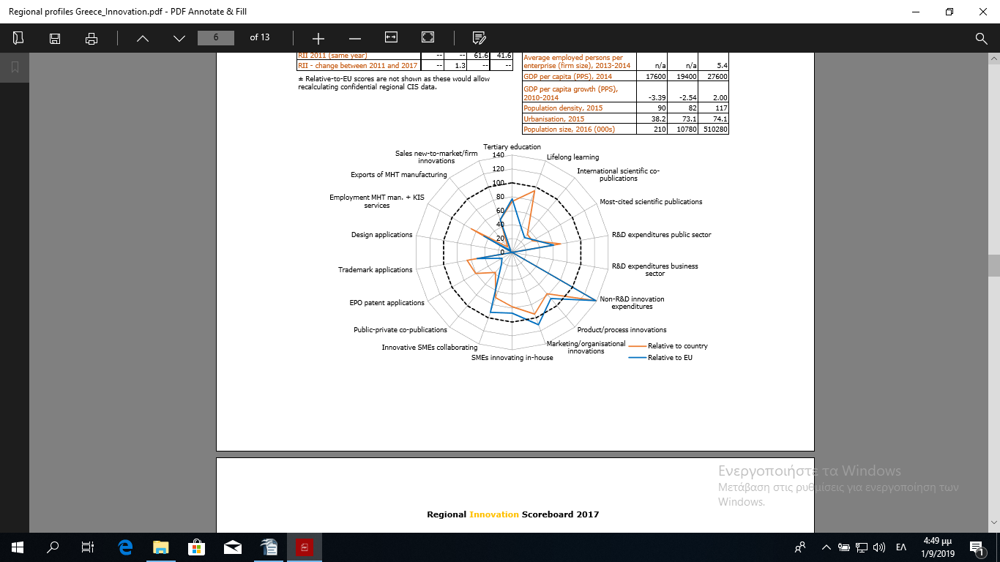 Regional profiles Greece_Innovation.pdf - PDF Annotate & Fill
6 of 13
RII 2011 (same year) -- -- 61.6 41.6
RII - change between 2011 and 2017 -- 1.3 -- --
± Relative-to-EU scores are not shown as these would allow
recalculating confidential regional CIS data.
Average employed persons per
enterprise (firm size), 2013-2014 n/a n/a 5.4
GDP per capita (PPS), 2014 17600 19400 27600
GDP per capita growth (PPS),
2010-2014 -3.39 -2.54 2.00
Population density, 2015 90 82 117
Urbanisation, 2015 38.2 73.1 74.1
Population size, 2016 (000s) 210 10780 510280
Tertiary education
Lifelong learning
International scientific co-
publications
Most-cited scientific publications
R&D expenditures public sector
R&D expenditures business
sector
Non-R&D innovation
expenditures
Product/process innovations
Marketing/organisational
innovations
SMEs innovating in-house
Innovative SMEs collaborating
Public-private co-publications
EPO patent applications
Trademark applications
Design applications
Employment MHT man. + KIS
services
Exports of MHT manufacturing
Sales new-to-market/firm
innovations
140
120
100
80
60
40
20
0
Relative to country
Relative to EU
Ενεργοποιήστε τα Windows
Μετάβαση στις ρυθμίσεις για ενεργοποίηση των
Windows.
Regional Innovation Scoreboard 2017
ΕΛ
4:49 μμ
1/9/2019
1